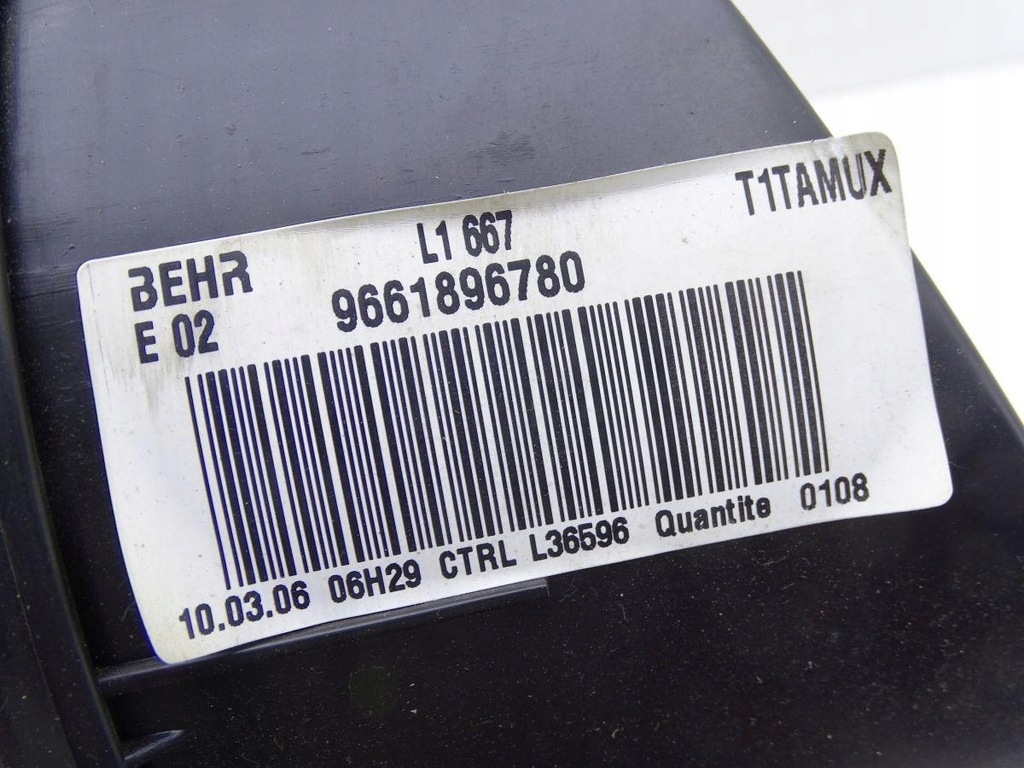 T1TAMUX
L1 667
BEHR 9661896780
E 02
10.03.06 06H29 CTRL L36596 Quantite 0108